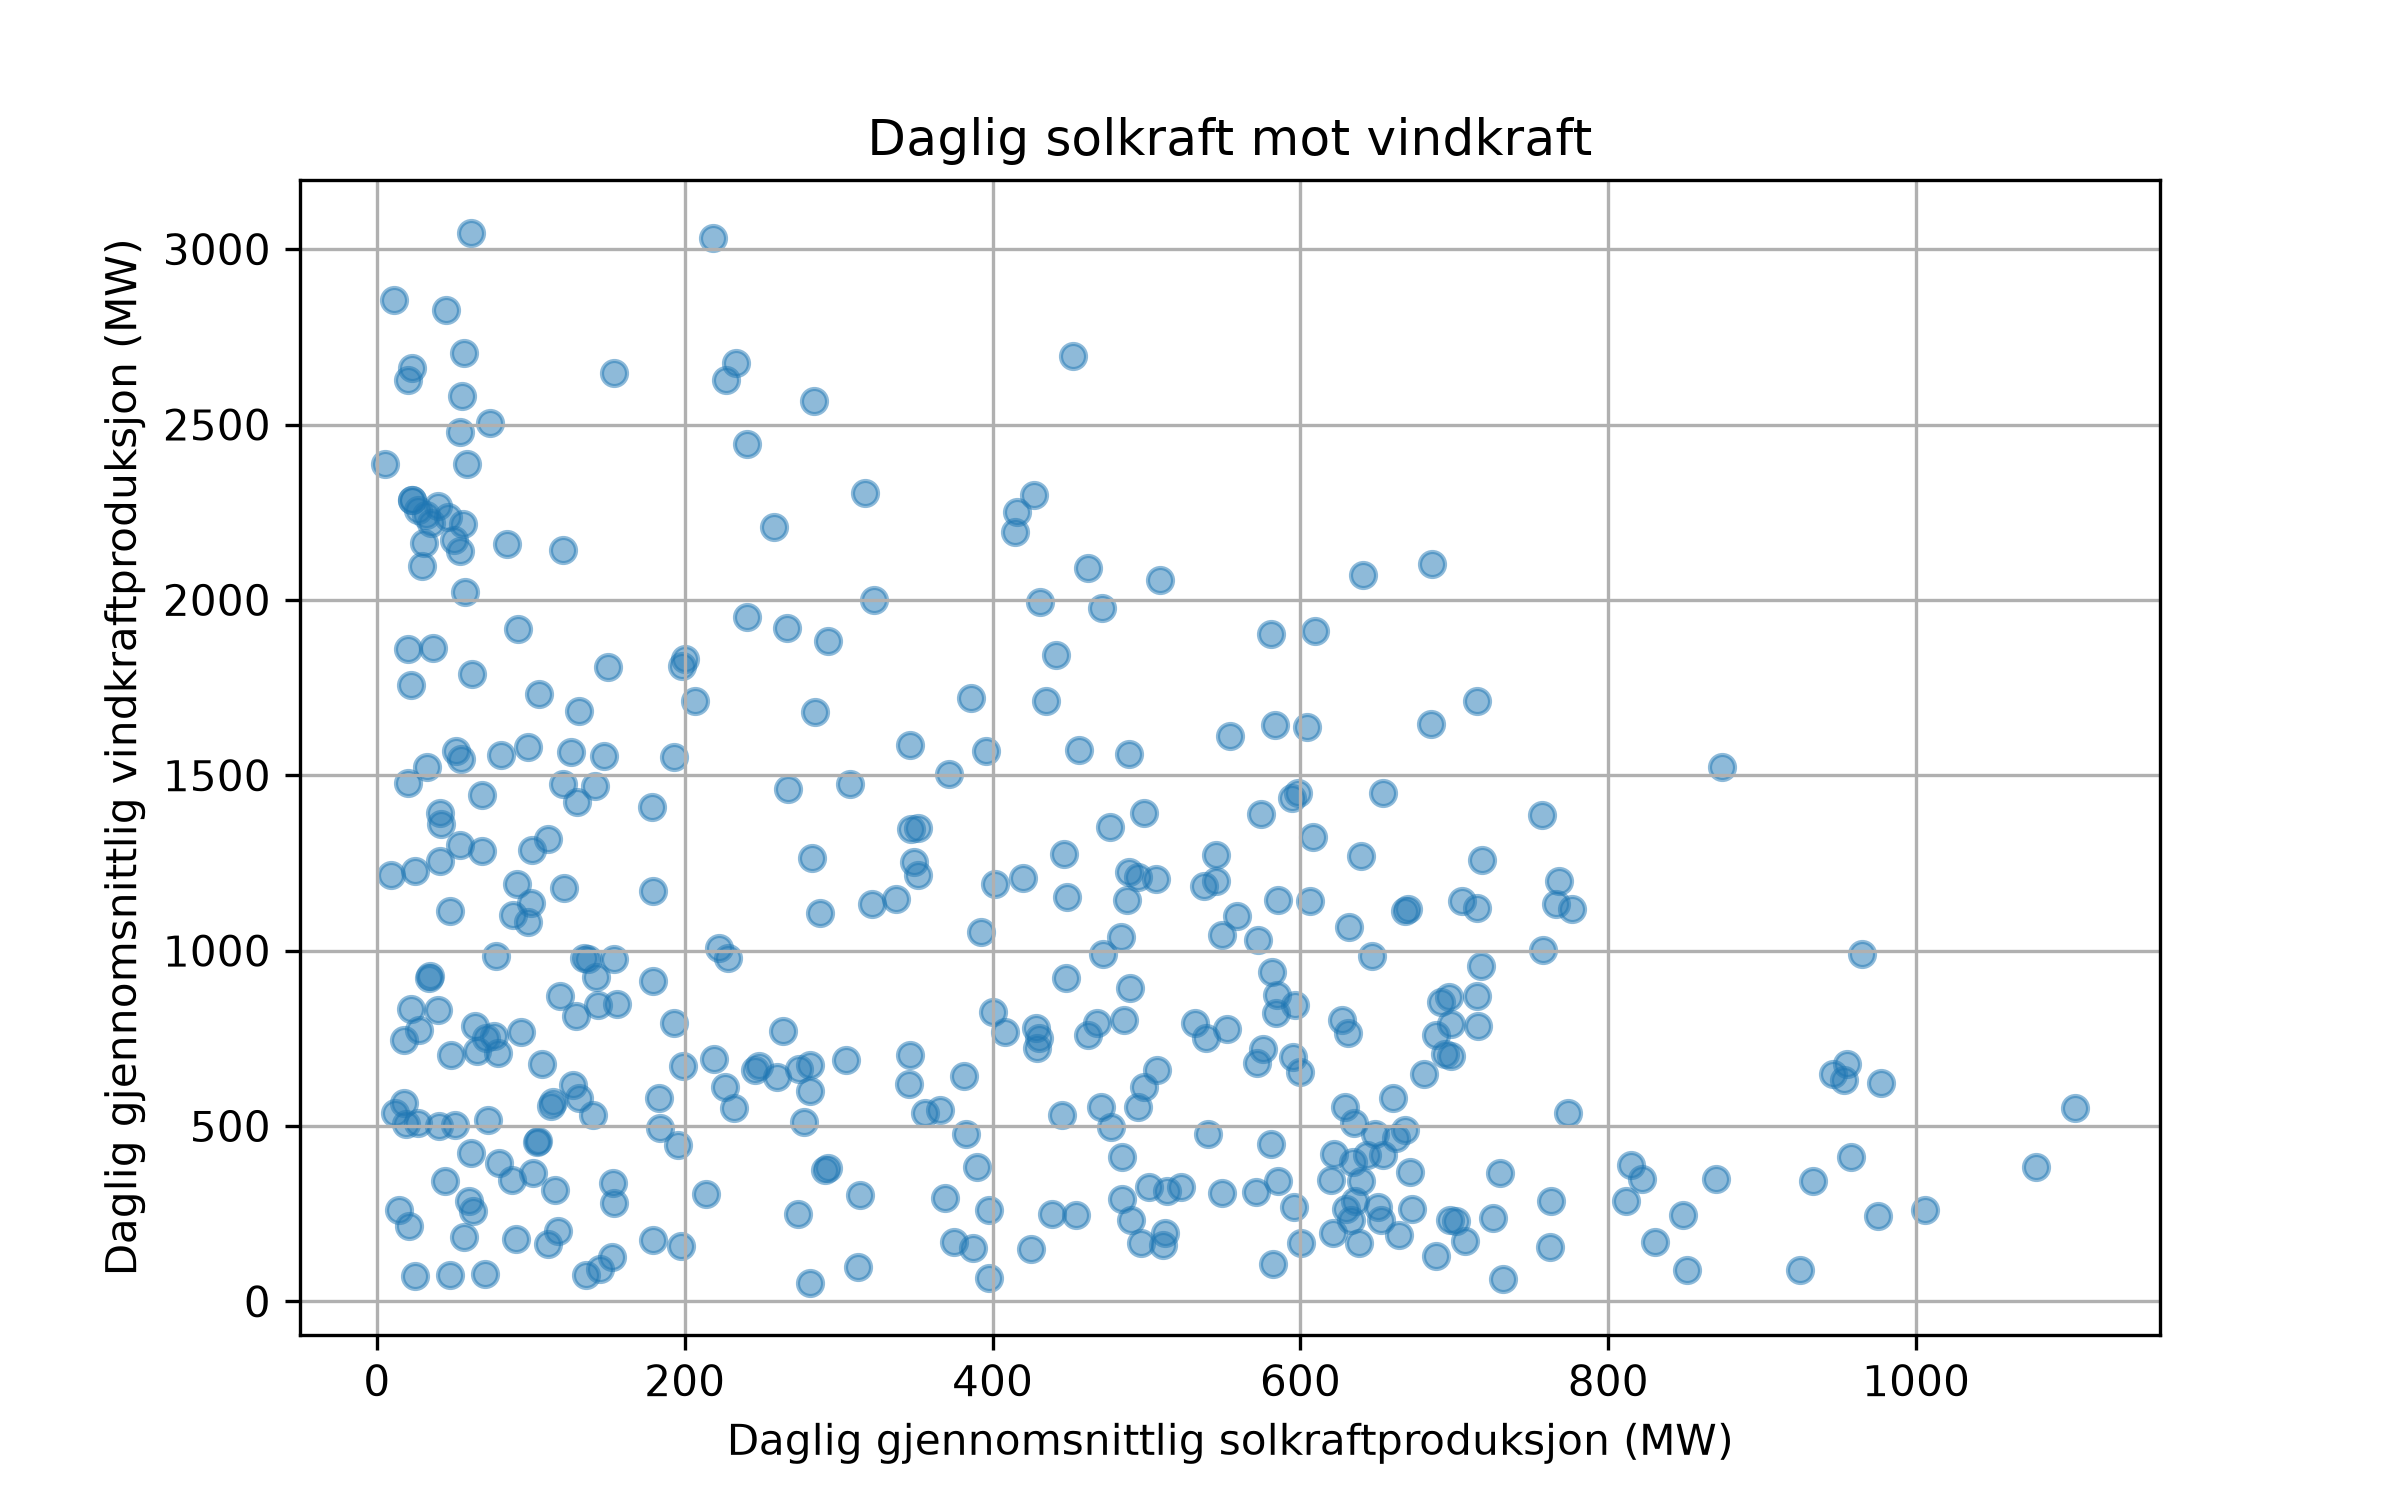 Daglig solkraft mot vindkraft
Daglig gjennomsnittlig vindkraftproduksjon (MW)
3000
2500
2000
1500
1000
500
0
0 200 400 600 800 1000
Daglig gjennomsnittlig solkraftproduksjon (MW)